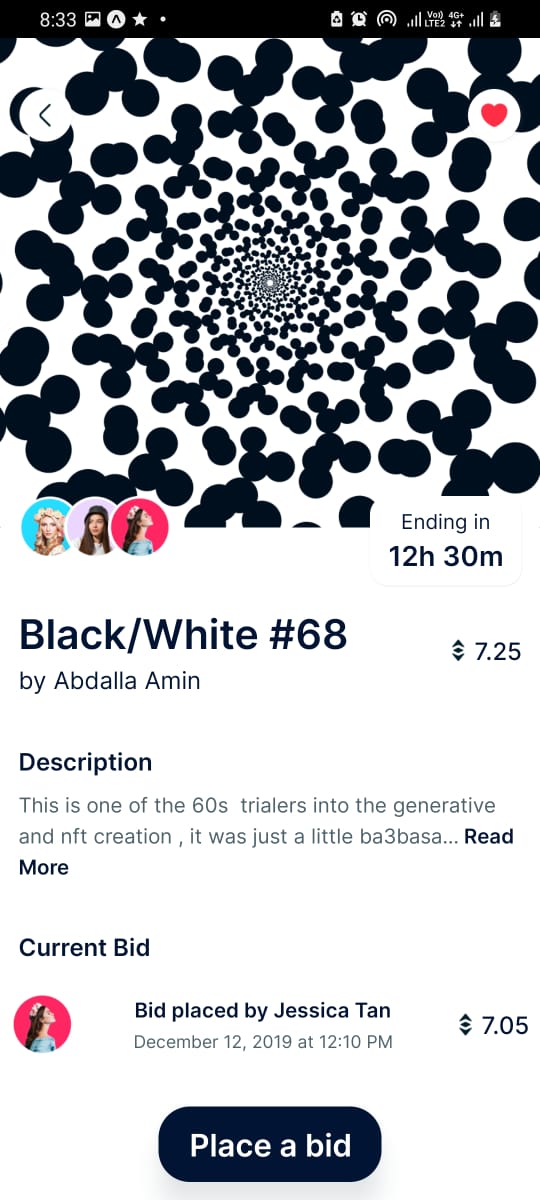 8:33
Vo)) 4G+
LTE2
Ending in
12h 30m
Black/White #68
7.25
by Abdalla Amin
Description
This is one of the 60s  trialers into the generative
and nft creation , it was just a little ba3basa... Read
More
Current Bid
Bid placed by Jessica Tan
7.05
December 12, 2019 at 12:10 PM
Place a bid